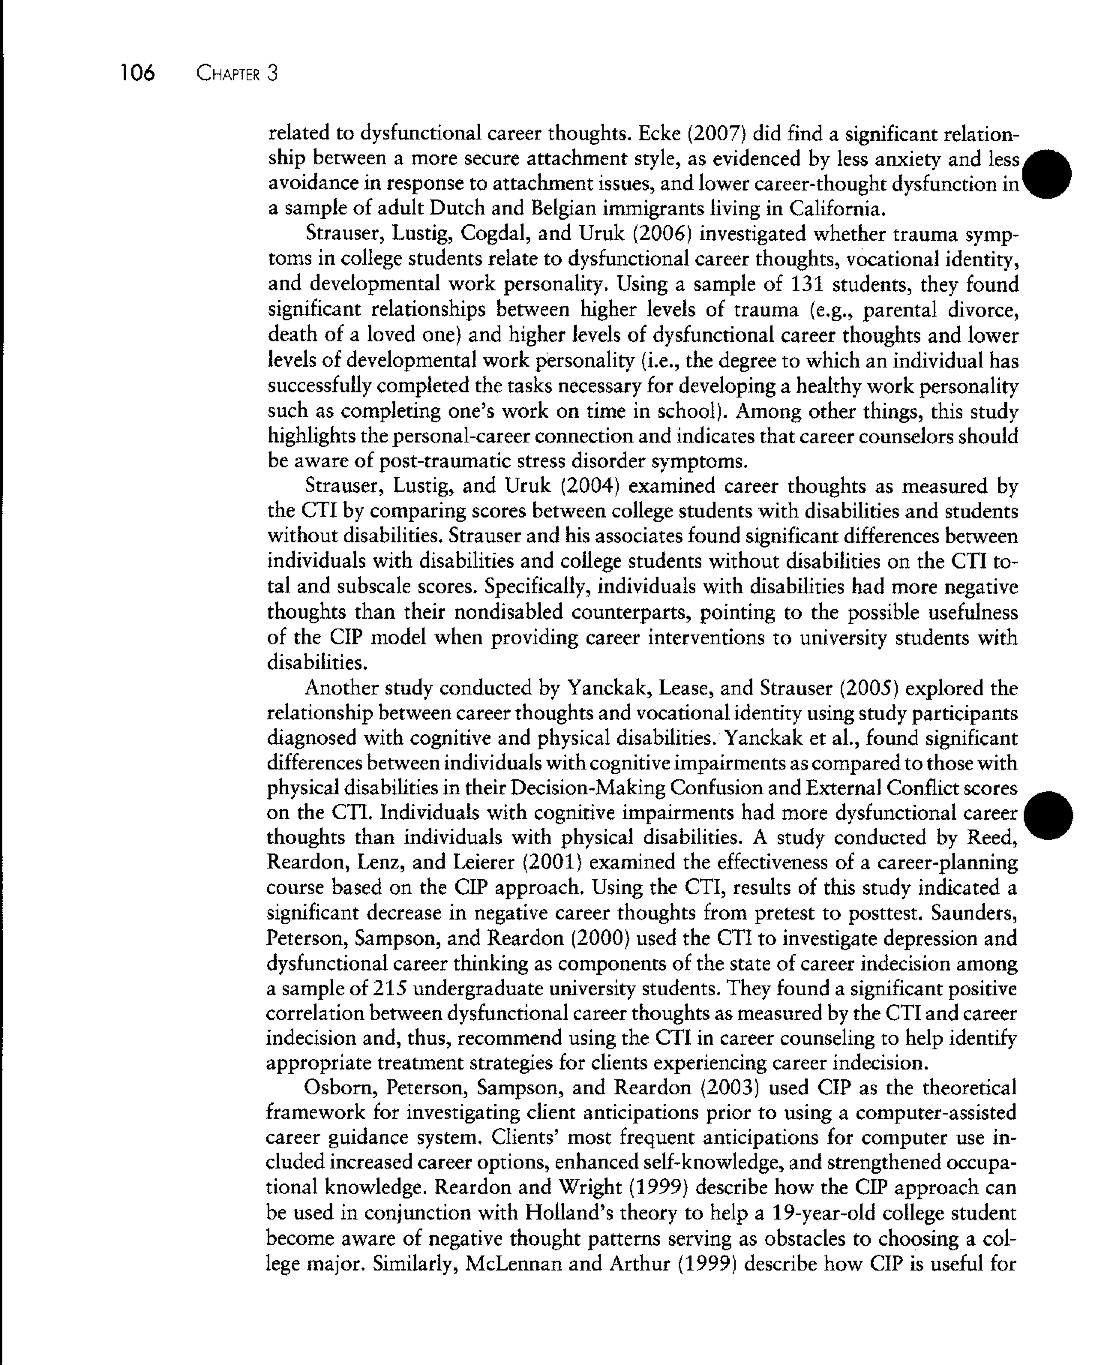 106 CHAPTER 3
related to dysfunctional career thoughts. Ecke (2007) did find a significant relation-
ship between a more secure attachment style, as evidenced by less anxiety and less
avoidance in response to attachment issues, and lower career-thought dysfunction in
a sample of adult Dutch and Belgian immigrants living in California.
Strauser, Lustig, Cogdal, and Uruk (2006) investigated whether trauma symp-
toms in college students relate to dysfunctional career thoughts, vocational identity,
and developmental work personality. Using a sample of 131 students, they found
significant relationships between higher levels of trauma (e.g., parental divorce,
death of a loved one) and higher levels of dysfunctional career thoughts and lower
levels of developmental work personality (i.e., the degree to which an individual has
successfully completed the tasks necessary for developing a healthy work personality
such as completing one's work on time in school). Among other things, this study
highlights the personal-career connection and indicates that career counselors should
be aware of post-traumatic stress disorder symptoms.
Strauser, Lustig, and Uruk (2004) examined career thoughts as measured by
the CTI by comparing scores between college students with disabilities and students
without disabilities. Strauser and his associates found significant differences between
individuals with disabilities and college students without disabilities on the CTI to-
tal and subscale scores. Specifically, individuals with disabilities had more negative
thoughts than their nondisabled counterparts, pointing to the possible usefulness
of the CIP model when providing career interventions to university students with
disabilities.
Another study conducted by Yanckak, Lease, and Strauser (2005) explored the
relationship between career thoughts and vocational identity using study participants
diagnosed with cognitive and physical disabilities. Yanckak et al., found significant
differences between individuals with cognitive impairments as compared to those with
physical disabilities in their Decision-Making Confusion and External Conflict scores
on the CTI. Individuals with cognitive impairments had more dysfunctional career
thoughts than individuals with physical disabilities. A study conducted by Reed,
Reardon, Lenz, and Leierer (2001) examined the effectiveness of a career-planning
course based on the CIP approach. Using the CTI, results of this study indicated a
significant decrease in negative career thoughts from pretest to posttest. Saunders,
Peterson, Sampson, and Reardon (2000) used the CTI to investigate depression and
dysfunctional career thinking as components of the state of career indecision among
a sample of 215 undergraduate university students. They found a significant positive
correlation between dysfunctional career thoughts as measured by the CTI and career
indecision and, thus, recommend using the CTI in career counseling to help identify
appropriate treatment strategies for clients experiencing career indecision.
Osborn, Peterson, Sampson, and Reardon (2003) used CIP as the theoretical
framework for investigating client anticipations prior to using a computer-assisted
career guidance system. Clients' most frequent anticipations for computer use in-
cluded increased career options, enhanced self-knowledge, and strengthened occupa-
tional knowledge. Reardon and Wright (1999) describe how the CIP approach can
be used in conjunction with Holland's theory to help a 19-year-old college student
become aware of negative thought patterns serving as obstacles to choosing a col-
lege major. Similarly, McLennan and Arthur (1999) describe how CIP is useful for